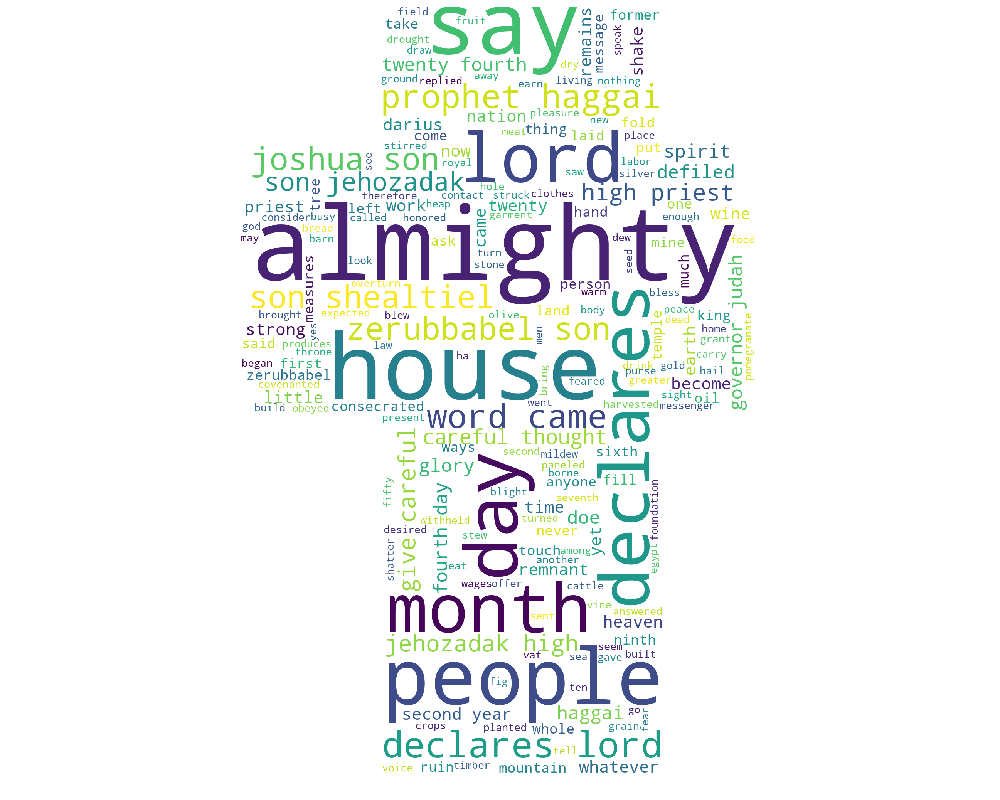 say
field
fruit
former
take
remains
message
speak
shake
drought
draw
twenty fourth
dry
ground
replied
away
earn
living
nothing
prophet haggai
nation
pleasure
new
darius
come
meat
thing
laid
fold
place
stirred
now
lord
put
spirit
joshua son
soo
royal
saw
labor
silver
defiled
son jehozadak
hole
therefore
contact
struck
clothes
high priest
priest
tree
left
work
heap
came
twenty
one
wine
consider
busy
called
honored
garment
hand
enough
god
bread
ask
mine
may
barn
almighty
dew
seed
much
food
look
turn
stone
person
bless
overturn
warn
son shealtiel
measures
land
body
peace
king
governor judah
brought
yes
expected
blew
olive
dead
strong
zerubbabel son
men
earth
temple
home
said
produces
law
grant
throne
house
declares
carry
pomegranate
began
first
ha
bring
drink
gold
hail
zerubbabel
covenanted
feared
purse
greater
become
little
consecrated
went
harvested
sight
oil
build
obeyed
present
word came
messenger
give careful
careful thought
ways
second
mildew
sixth
glory
paneled
borne
anyone
fill
fifty
day
blight
seventh
fourth day
time
withheld
turned
doe
desired
stew
never
yet
foundation
shatter
touch
among
another
egypt
eat
remnant
wages
offer
cattle
month
vine
sent
answered
heaven
jehozadak high
ninth
seem
vat
sea
gave
built
people
fig
ten
second year
haggai
go
fear
crops
planted
whole
grain
declares lord
tell
voice
ruin
timber
mountain
whatever